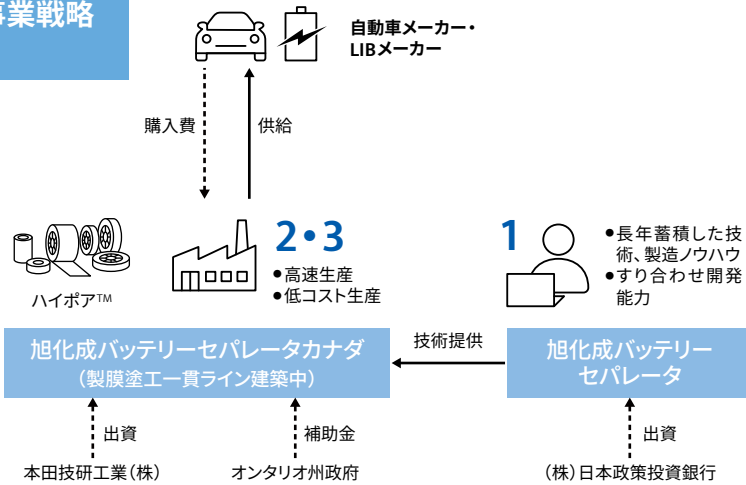 事業戦略
自動車メーカー・
LIBメーカー
購入費
供給
ハイポア™
2・3
●高速生産
●低コスト生産
1
●長年蓄積した技
術、製造ノウハウ
●すり合わせ開発
能力
旭化成バッテリーセパレータカナダ
（製膜塗工一貫ライン建築中）
技術提供
旭化成バッテリー
セパレータ
出資
補助金
出資
本田技研工業（株）
オンタリオ州政府
（株）日本政策投資銀行